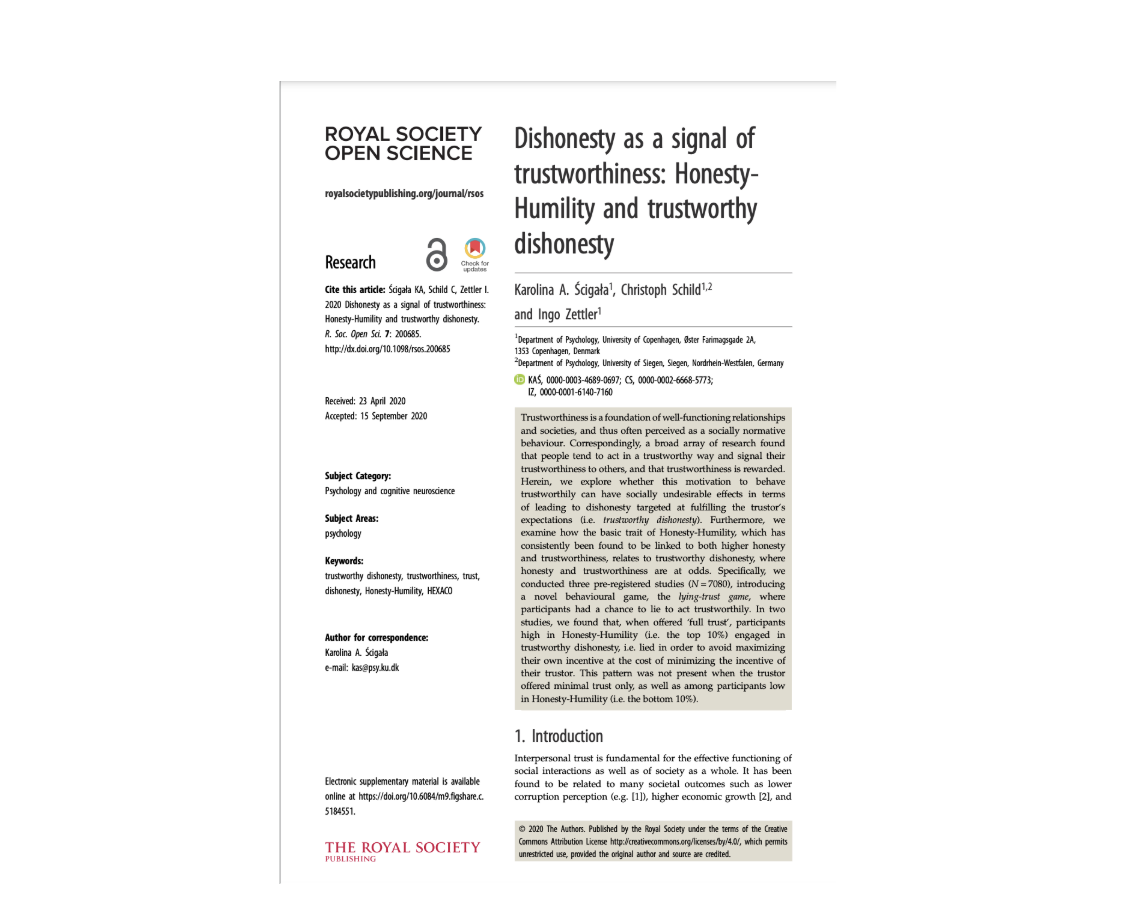 ROYAL SOCIETY
OPEN SCIENCE
royalsocietypublishing.org/journal/rsos
Research
Check for
updates
Cite this article: Ścigała KA, Schild C, Zettler I.
2020 Dishonesty as a signal of trustworthiness:
Honesty-Humility and trustworthy dishonesty.
R. Soc. Open Sci. 7: 200685.
http://dx.doi.org/10.1098/rsos.200685
Received: 23 April 2020
Accepted: 15 September 2020
Subject Category:
Psychology and cognitive neuroscience
Subject Areas:
psychology
Keywords:
trustworthy dishonesty, trustworthiness, trust,
dishonesty, Honesty-Humility, HEXACO
Author for correspondence:
Karolina A. Ścigała
e-mail: kas@psy.ku.dk
Electronic supplementary material is available
online at https://doi.org/10.6084/m9.figshare.c.
5184551.
THE ROYAL SOCIETY
PUBLISHING
Dishonesty as a signal of
trustworthiness: Honesty-
Humility and trustworthy
dishonesty
Karolina A. Ścigała1, Christoph Schild1,2
and Ingo Zettler1
1Department of Psychology, University of Copenhagen, Øster Farimagsgade 2A,
1353 Copenhagen, Denmark
2Department of Psychology, University of Siegen, Siegen, Nordrhein-Westfalen, Germany
iD KAŚ, 0000-0003-4689-0697; CS, 0000-0002-6668-5773;
IZ, 0000-0001-6140-7160
Trustworthiness is a foundation of well-functioning relationships
and societies, and thus often perceived as a socially normative
behaviour. Correspondingly, a broad array of research found
that people tend to act in a trustworthy way and signal their
trustworthiness to others, and that trustworthiness is rewarded.
Herein, we explore whether this motivation to behave
trustworthily can have socially undesirable effects in terms
of leading to dishonesty targeted at fulfilling the trustor's
expectations (i.e. trustworthy dishonesty). Furthermore, we
examine how the basic trait of Honesty-Humility, which has
consistently been found to be linked to both higher honesty
and trustworthiness, relates to trustworthy dishonesty, where
honesty and trustworthiness are at odds. Specifically, we
conducted three pre-registered studies (N = 7080), introducing
a novel behavioural game, the lying-trust game, where
participants had a chance to lie to act trustworthily. In two
studies, we found that, when offered 'full trust', participants
high in Honesty-Humility (i.e. the top 10%) engaged in
trustworthy dishonesty, i.e. lied in order to avoid maximizing
their own incentive at the cost of minimizing the incentive of
their trustor. This pattern was not present when the trustor
offered minimal trust only, as well as among participants low
in Honesty-Humility (i.e. the bottom 10%).
1. Introduction
Interpersonal trust is fundamental for the effective functioning of
social interactions as well as of society as a whole. It has been
found to be related to many societal outcomes such as lower
corruption perception (e.g. [1]), higher economic growth [2], and
© 2020 The Authors. Published by the Royal Society under the terms of the Creative
Commons Attribution License http://creativecommons.org/licenses/by/4.0/, which permits
unrestricted use, provided the original author and source are credited.